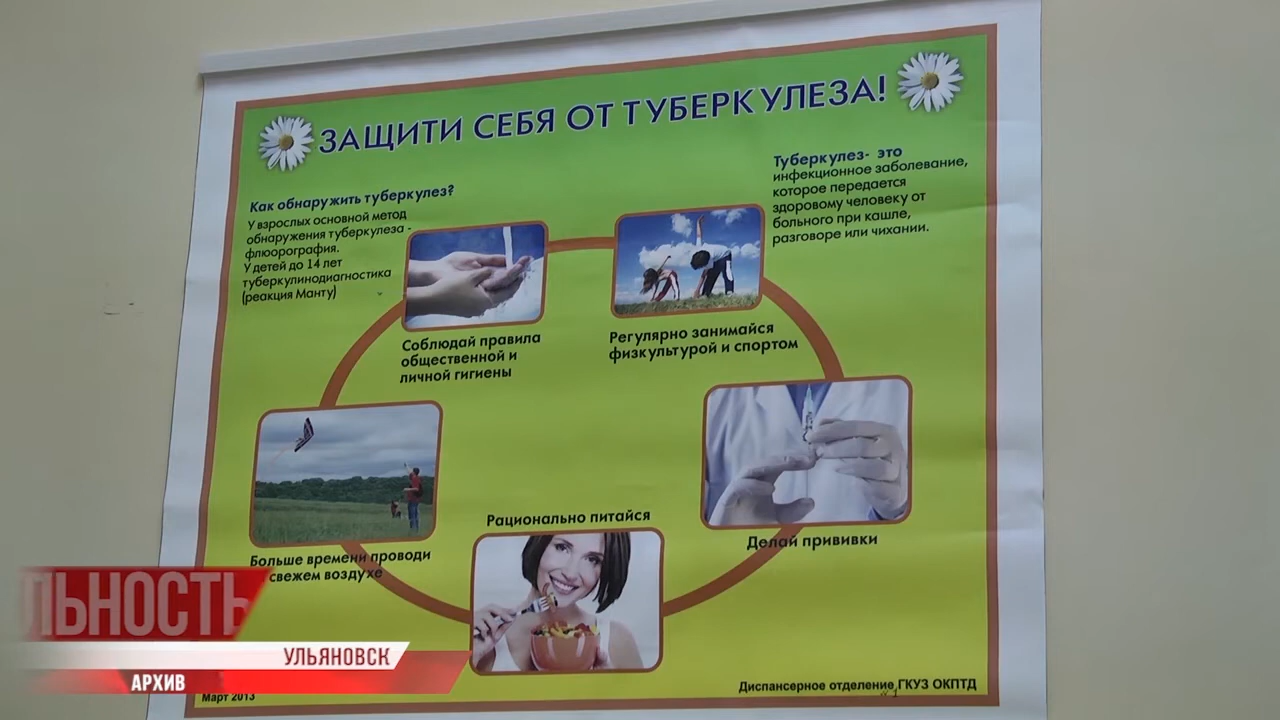 ЗАЩИТИ СЕБЯ ОТ ТУБЕРКУЛЕЗА!
Как обнаружить туберкулез?
У взрослых основной метод
обнаружения туберкулеза -
флюорография.
У детей до 14 лет
туберкулинодиагностика
(реакция Манту)
Туберкулез- это
инфекционное заболевание,
которое передается
здоровому человеку от
больного при кашле,
разговоре или чихании.
Соблюдай правила
общественной и
личной гигиены
Регулярно занимайся
физкультурой и спортом
Больше времени проводи
свежем воздухе
Рационально питайся
Делай прививки
ЛЬНОСТЬ
УЛЬЯНОВСК
АРХИВ
Март 2013
Диспансерное отделение ГКУЗ ОКПТД